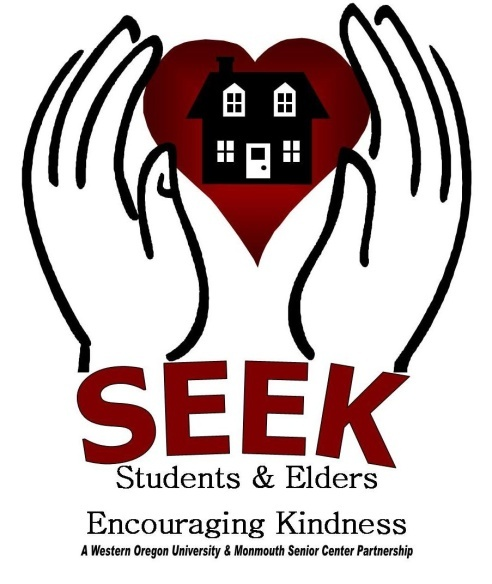 SEEK
Students & Elders
Encouraging Kindness
A Western Oregon University & Monmouth Senior Center Partnership